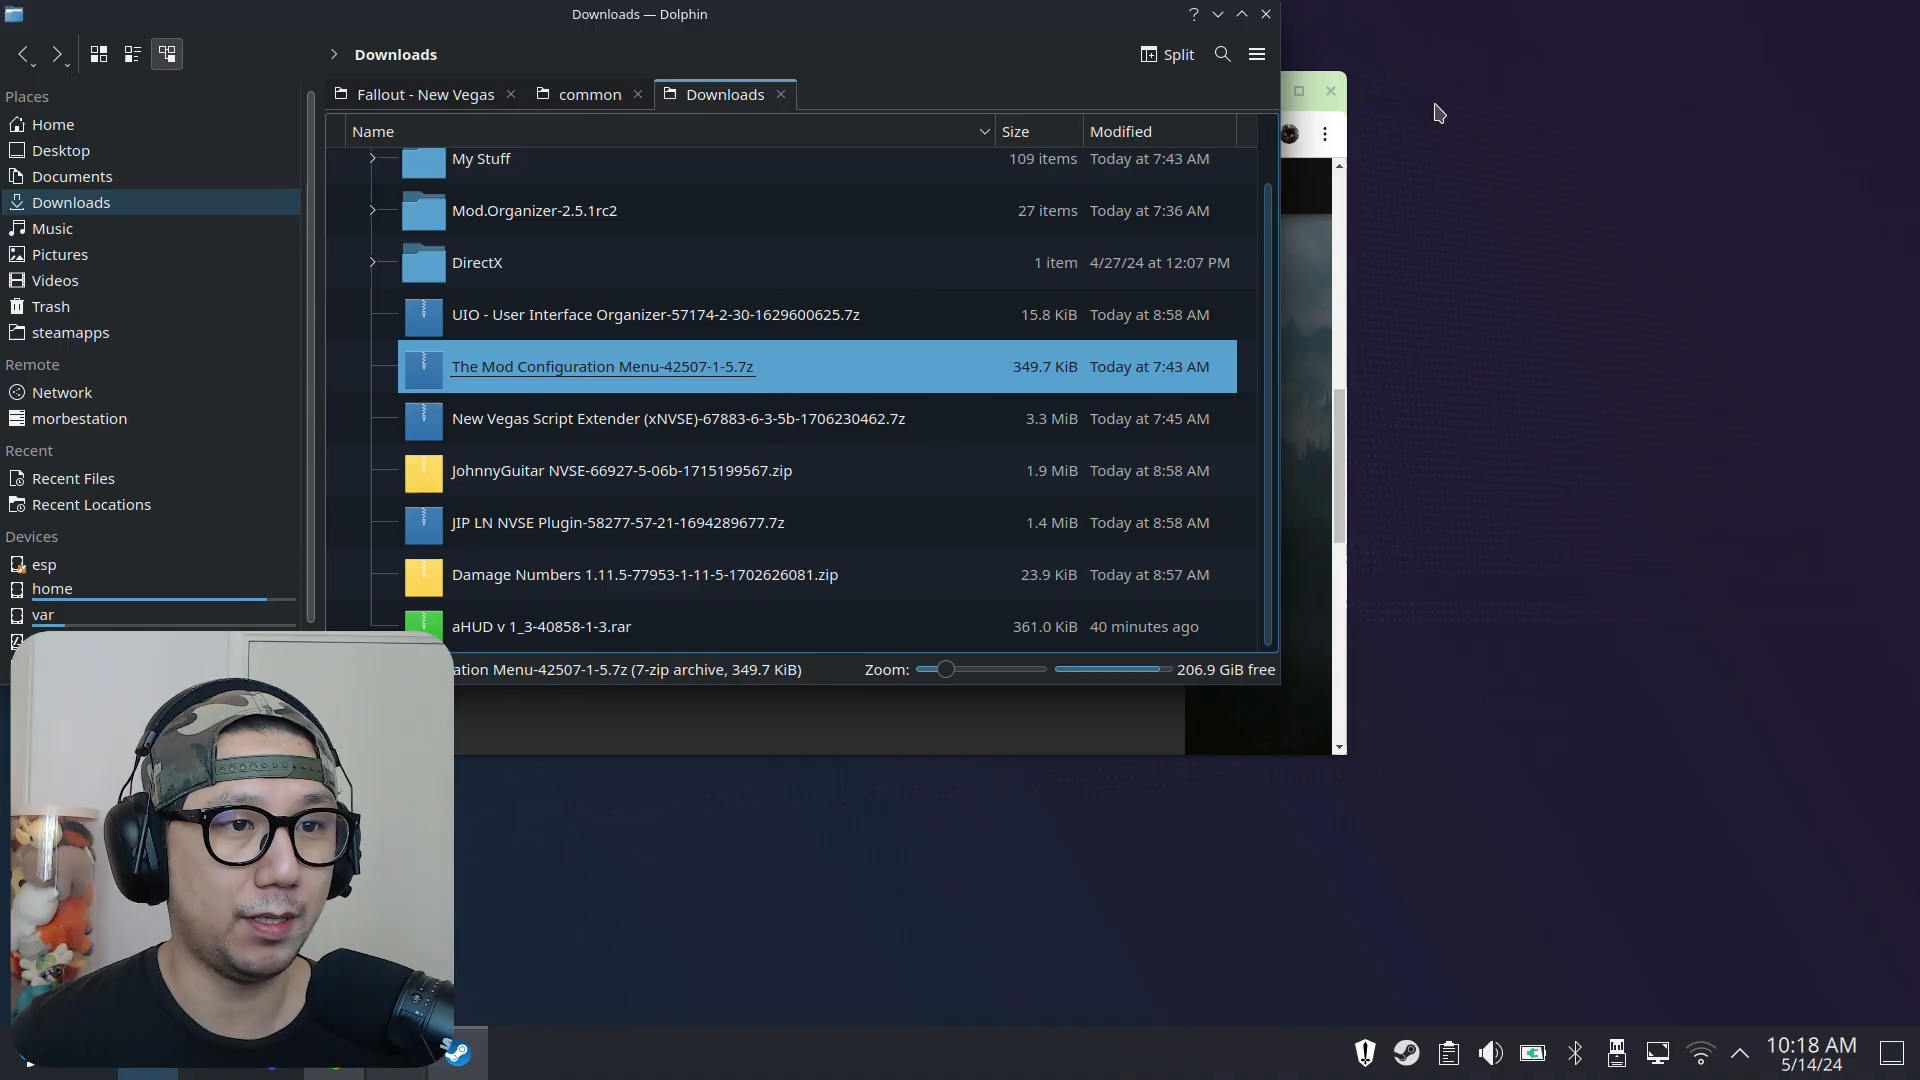 Downloads — Dolphin
Downloads
Split
Places
Home
Desktop
Documents
Downloads
Music
Pictures
Videos
Trash
steamapps
Remote
Network
morbestation
Recent
Recent Files
Recent Locations
Devices
esp
home
var
Fallout - New Vegas
common
Downloads
Name Size Modified
My Stuff 109 items Today at 7:43 AM
Mod.Organizer-2.5.1rc2 27 items Today at 7:36 AM
DirectX 1 item 4/27/24 at 12:07 PM
UIO - User Interface Organizer-57174-2-30-1629600625.7z 15.8 KiB Today at 8:58 AM
The Mod Configuration Menu-42507-1-5.7z 349.7 KiB Today at 7:43 AM
New Vegas Script Extender (xNVSE)-67883-6-3-5b-1706230462.7z 3.3 MiB Today at 7:45 AM
JohnnyGuitar NVSE-66927-5-06b-1715199567.zip 1.9 MiB Today at 8:58 AM
JIP LN NVSE Plugin-58277-57-21-1694289677.7z 1.4 MiB Today at 8:58 AM
Damage Numbers 1.11.5-77953-1-11-5-1702626081.zip 23.9 KiB Today at 8:57 AM
aHUD v 1_3-40858-1-3.rar 361.0 KiB 40 minutes ago
ation Menu-42507-1-5.7z (7-zip archive, 349.7 KiB) Zoom: 206.9 GiB free
10:18 AM
5/14/24